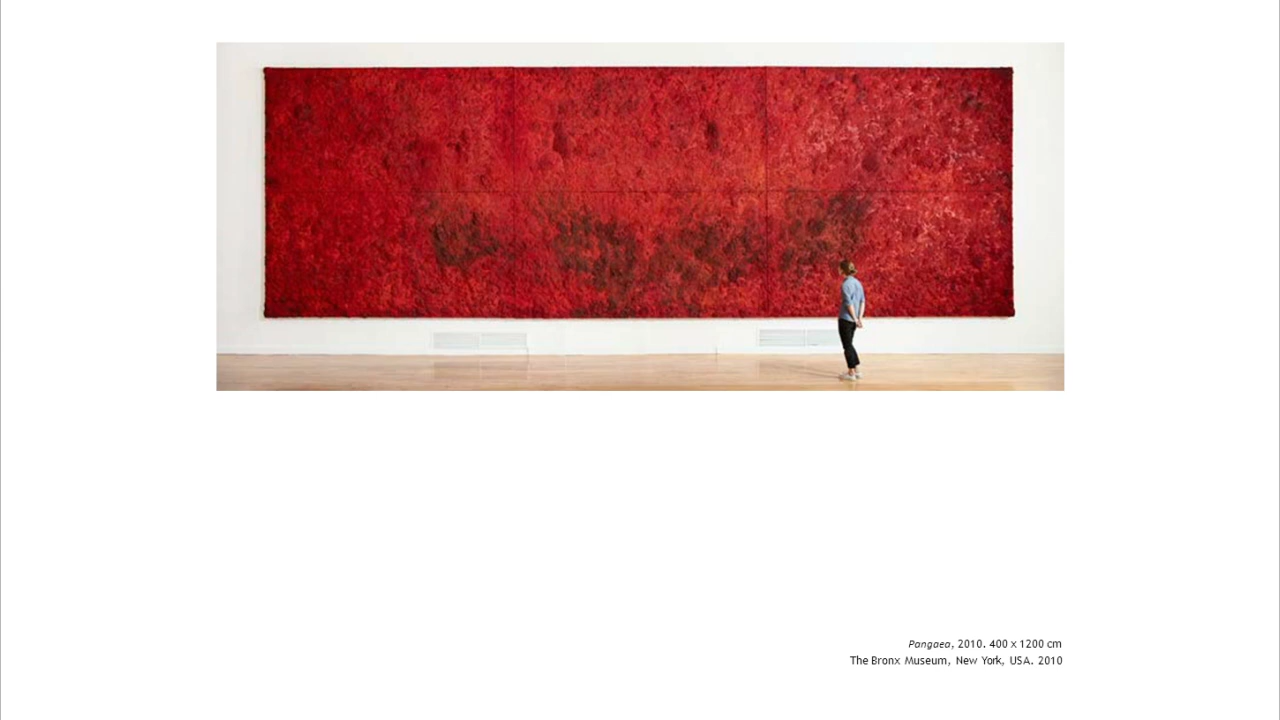 Pangaea, 2010. 400 x 1200 cm
The Bronx Museum, New York, USA. 2010